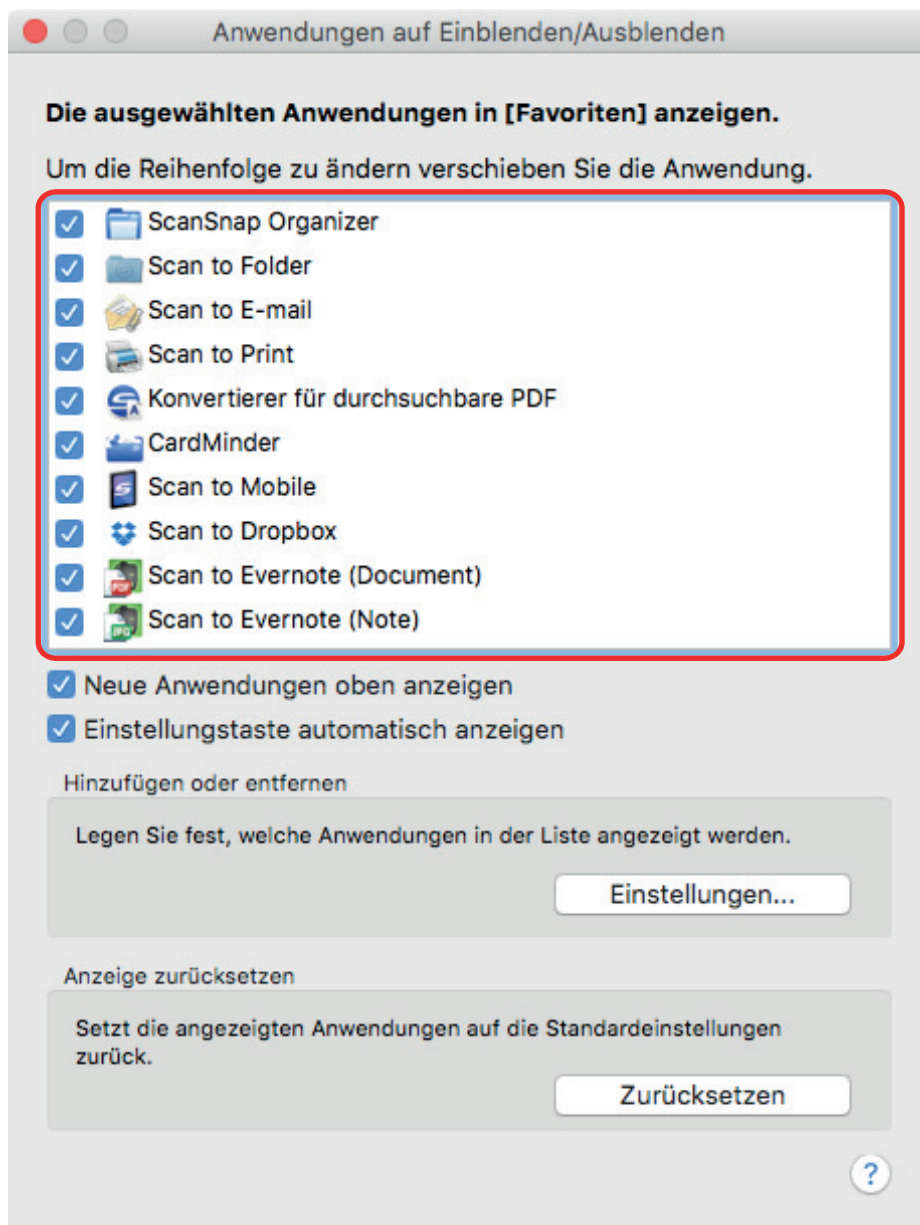 Anwendungen auf Einblenden/Ausblenden
Die ausgewählten Anwendungen in [Favoriten] anzeigen.
Um die Reihenfolge zu ändern verschieben Sie die Anwendung.
ScanSnap Organizer
Scan to Folder
Scan to E-mail
Scan to Print
Konvertierer für durchsuchbare PDF
CardMinder
Scan to Mobile
Scan to Dropbox
Scan to Evernote (Document)
Scan to Evernote (Note)
Neue Anwendungen oben anzeigen
Einstellungstaste automatisch anzeigen
Hinzufügen oder entfernen
Legen Sie fest, welche Anwendungen in der Liste angezeigt werden.
Einstellungen...
Anzeige zurücksetzen
Setzt die angezeigten Anwendungen auf die Standardeinstellungen
zurück.
Zurücksetzen
?